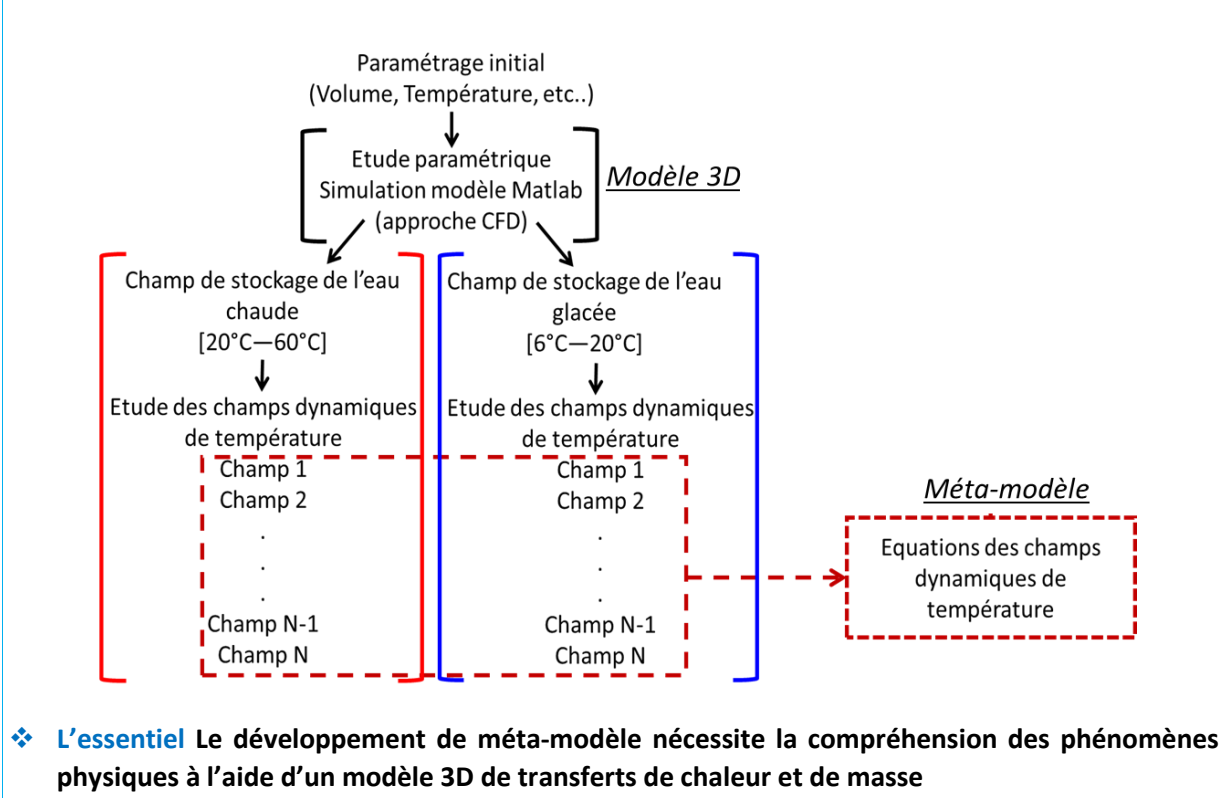 Paramétrage initial
(Volume, Température, etc..)
Etude paramétrique
Simulation modèle Matlab
(approche CFD)
Modèle 3D
Champ de stockage de l'eau
chaude
[20°C—60°C]
Etude des champs dynamiques
de température
Champ 1
Champ 2
.
.
.
Champ N-1
Champ N
Champ de stockage de l'eau
glacée
[6°C—20°C]
Etude des champs dynamiques
de température
Champ 1
Champ 2
.
.
.
Champ N-1
Champ N
Méta-modèle
Equations des champs
dynamiques de
température
❖ L'essentiel Le développement de méta-modèle nécessite la compréhension des phénomènes
physiques à l'aide d'un modèle 3D de transferts de chaleur et de masse